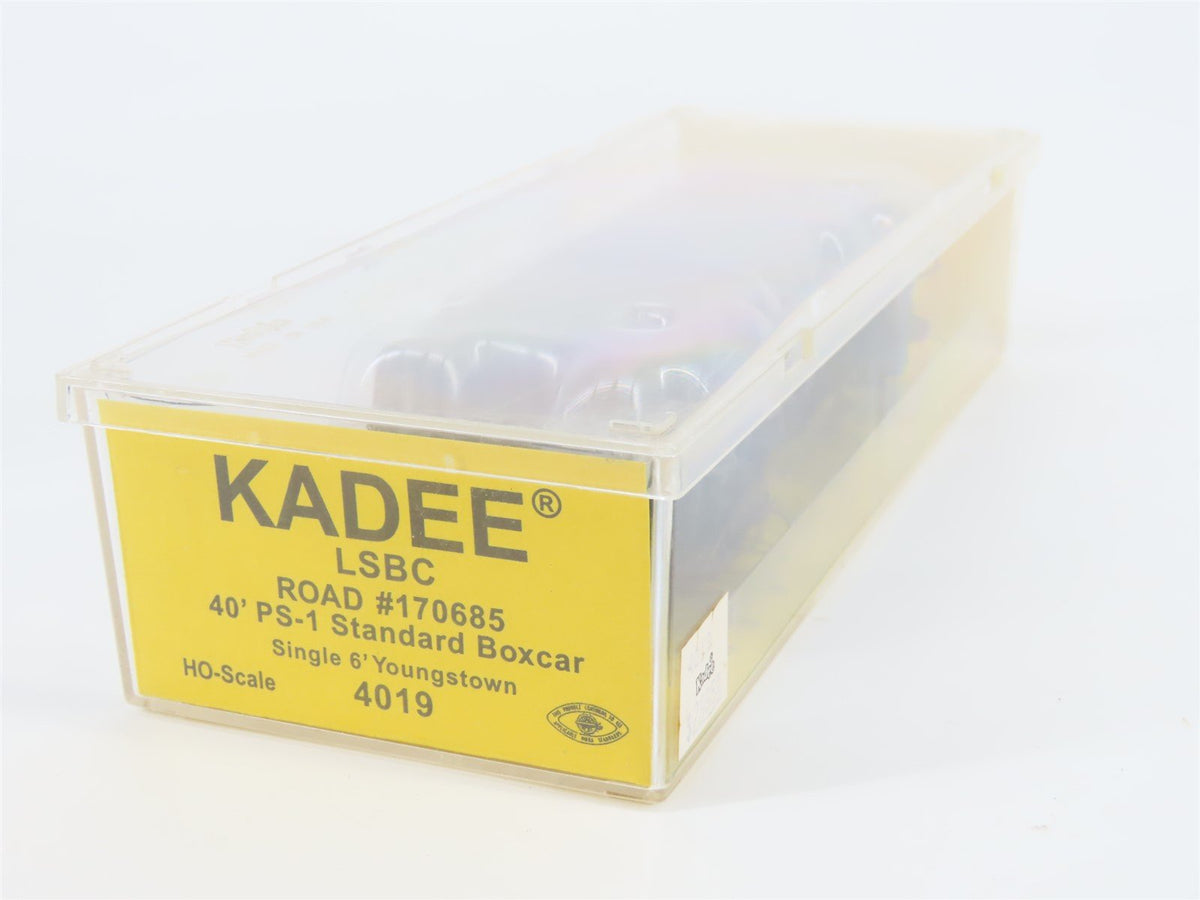 KADEE®
LSBC
ROAD #170685
40' PS-1 Standard Boxcar
Single 6' Youngstown
HO-Scale
4019